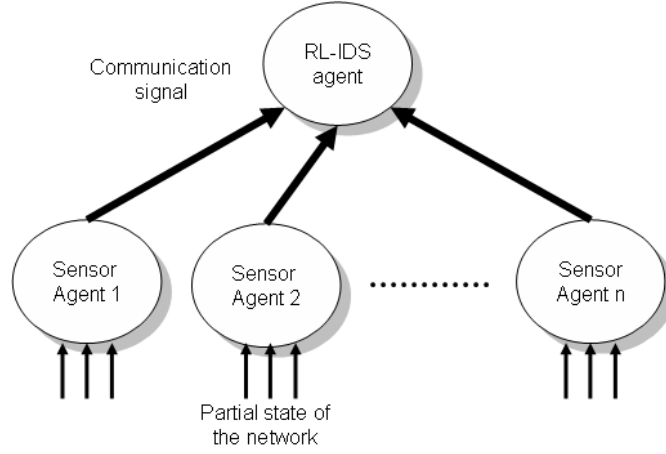 RL-IDS
agent
Communication
signal
Sensor
Agent 1
Sensor
Agent 2
Sensor
Agent n
Partial state of
the network